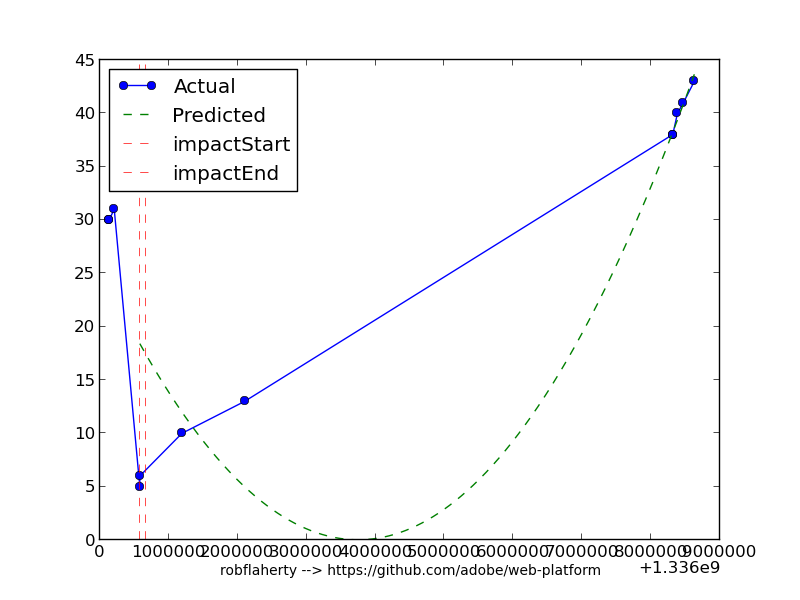 45
40
35
30
25
20
15
10
5
0
Actual
Predicted
impactStart
impactEnd
0 1000000 2000000 3000000 4000000 5000000 6000000 7000000 8000000 9000000
+1.336e9
robflaherty --> https://github.com/adobe/web-platform